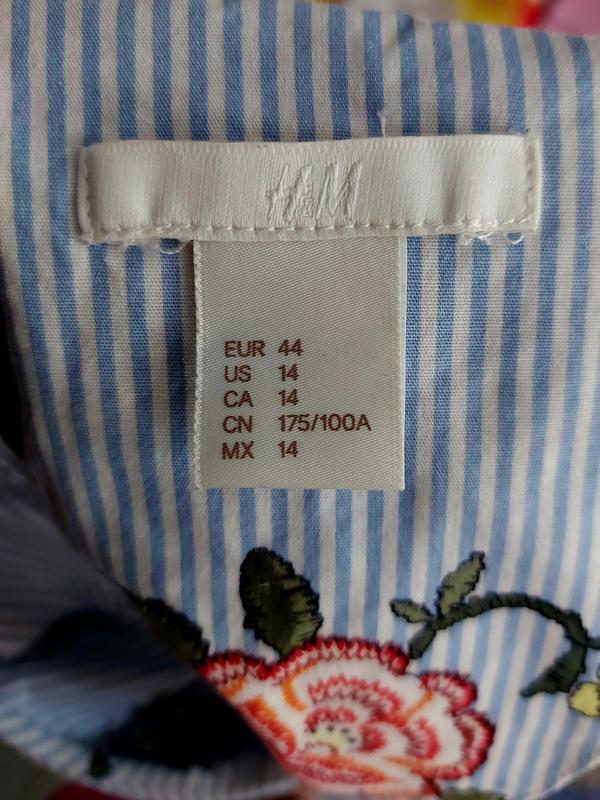 H&M
EUR 44
US 14
CA 14
CN 175/100A
MX 14